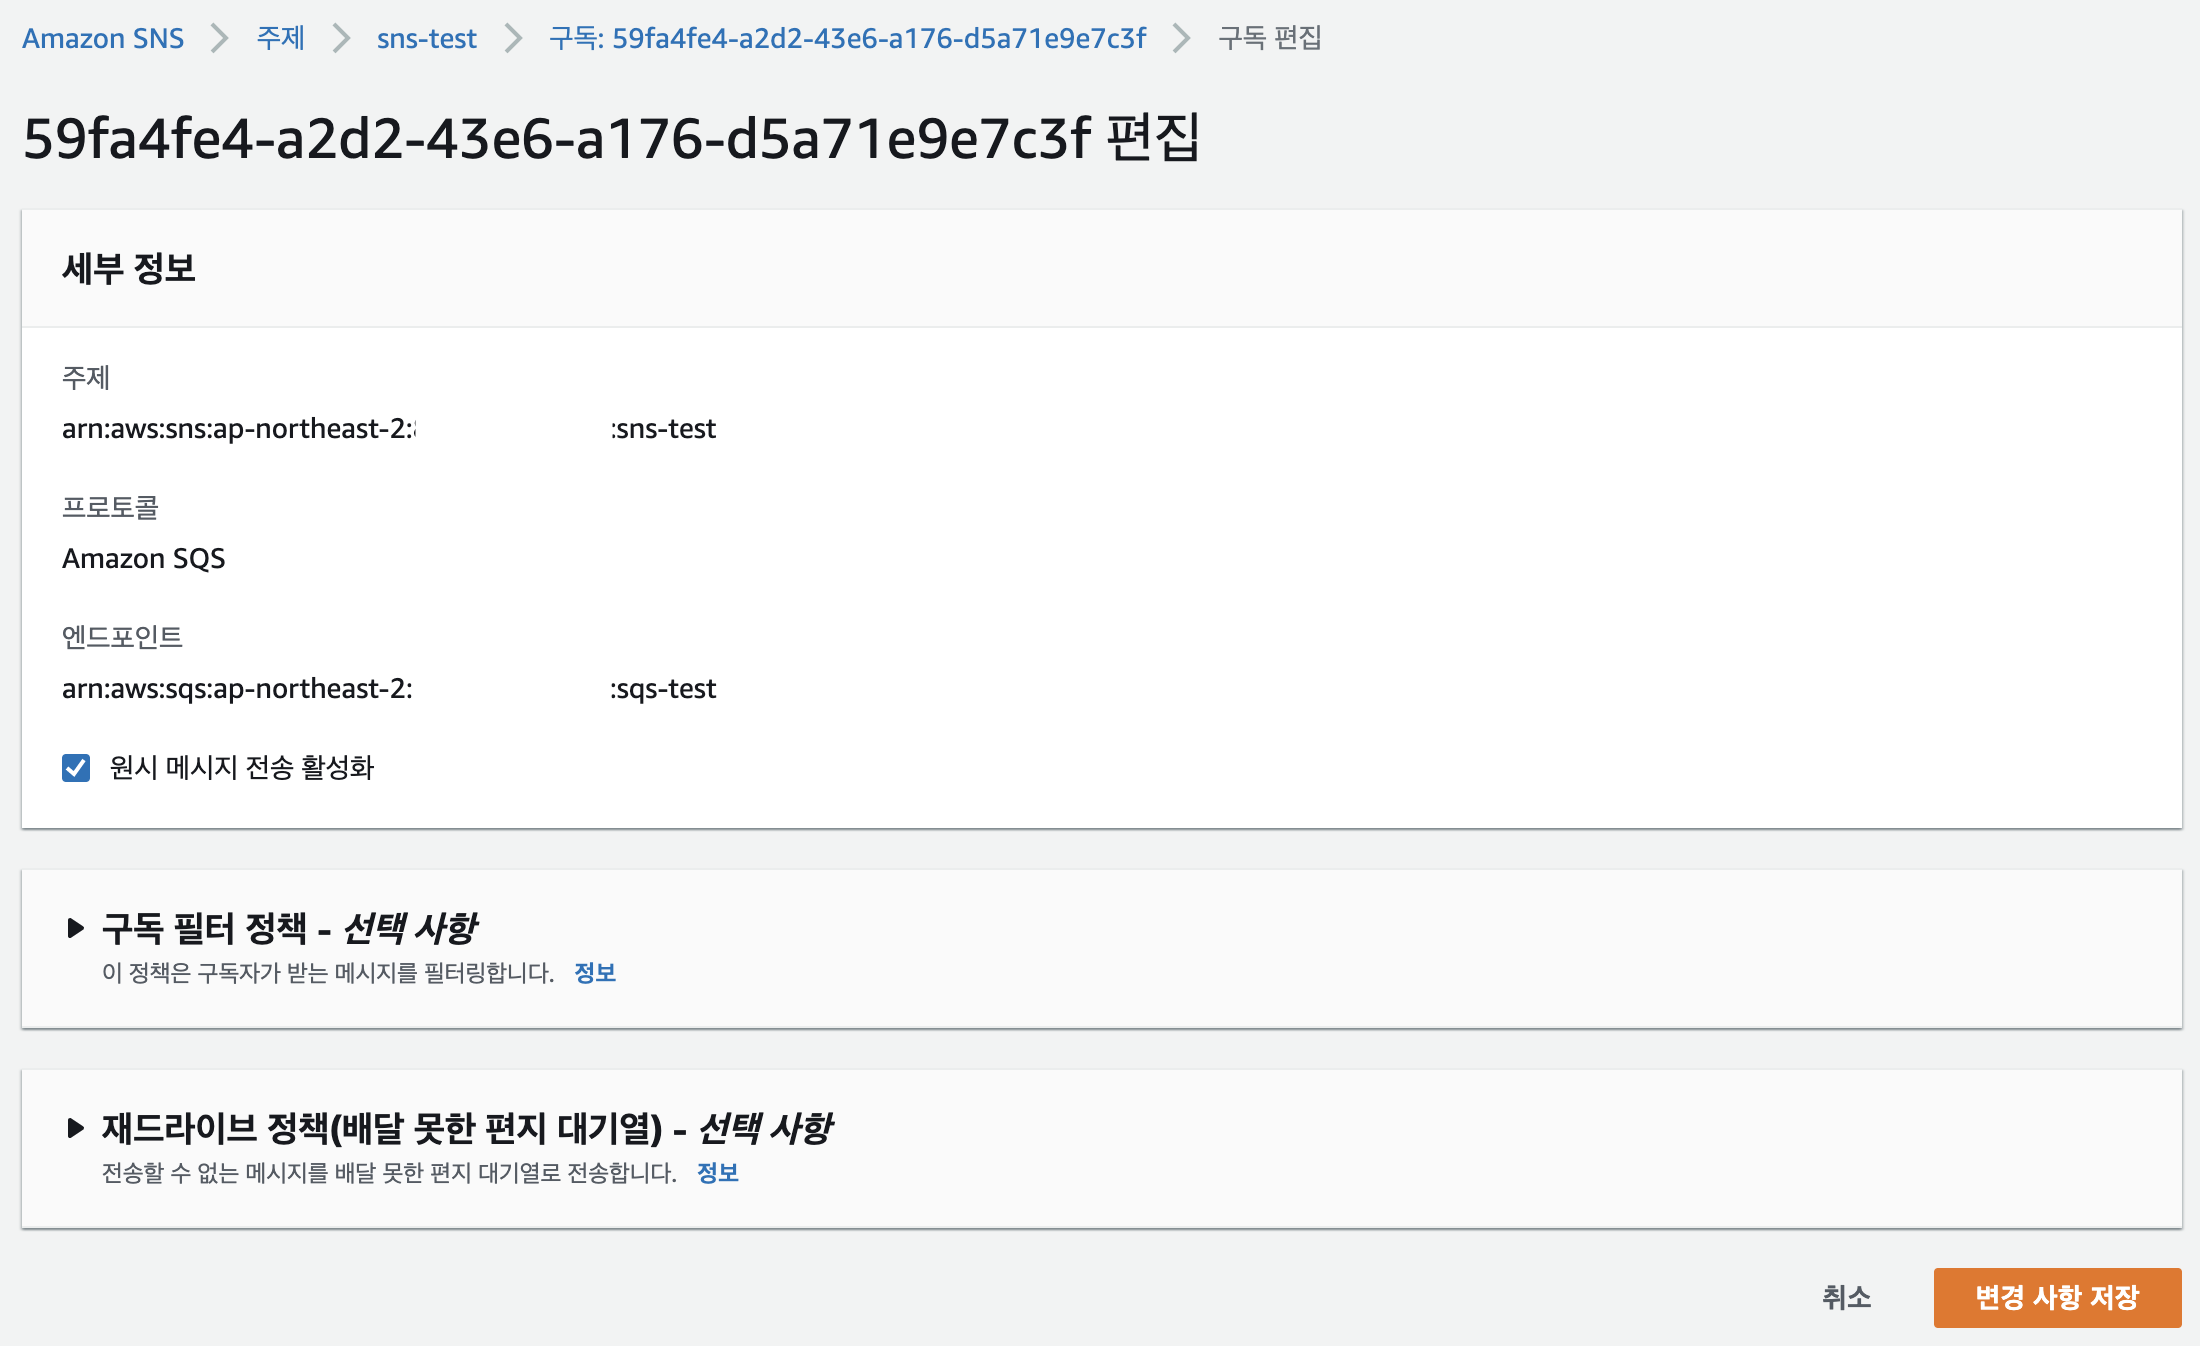 Amazon SNS > 주제 > sns-test > 구독: 59fa4fe4-a2d2-43e6-a176-d5a71e9e7c3f > 구독 편집
59fa4fe4-a2d2-43e6-a176-d5a71e9e7c3f 편집
세부 정보
주제
arn:aws:sns:ap-northeast-2: :sns-test
프로토콜
Amazon SQS
엔드포인트
arn:aws:sqs:ap-northeast-2: :sqs-test
원시 메시지 전송 활성화
구독 필터 정책 - 선택 사항
이 정책은 구독자가 받는 메시지를 필터링합니다. 정보
재드라이브 정책(배달 못한 편지 대기열) - 선택 사항
전송할 수 없는 메시지를 배달 못한 편지 대기열로 전송합니다. 정보
취소 변경 사항 저장